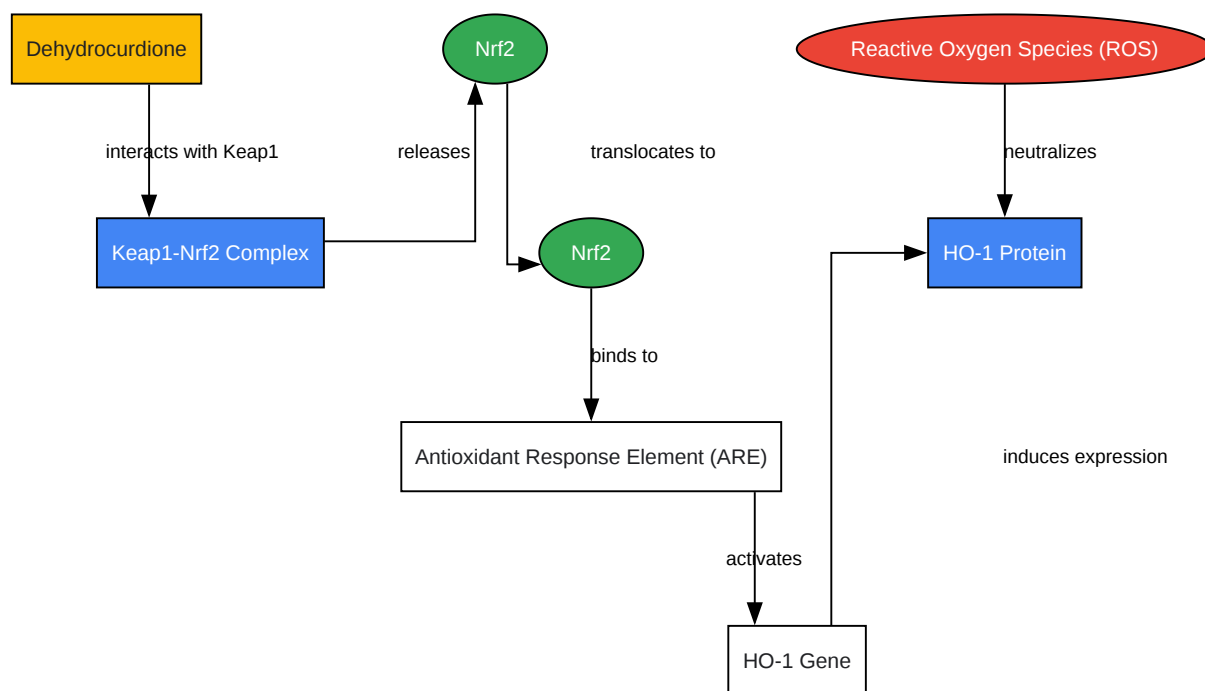 Dehydrocurdione
Nrf2
Reactive Oxygen Species (ROS)
interacts with Keap1
releases
translocates to
neutralizes
Keap1-Nrf2 Complex
Nrf2
HO-1 Protein
binds to
Antioxidant Response Element (ARE)
induces expression
activates
HO-1 Gene